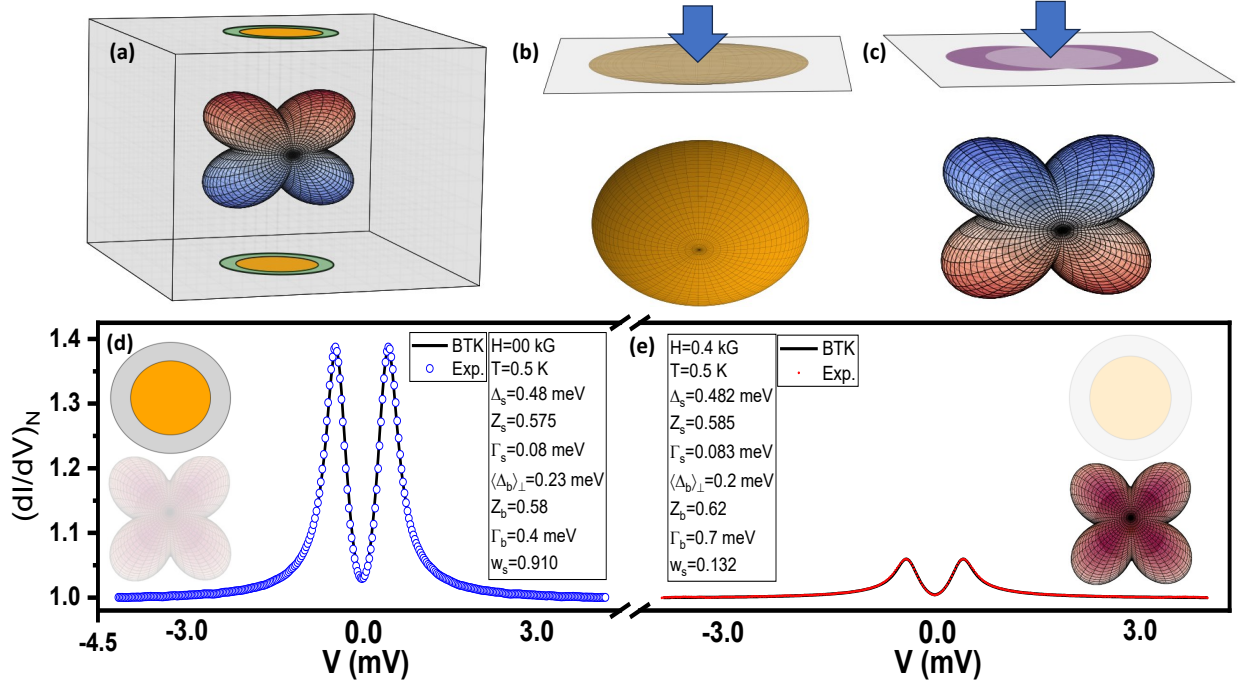 (a)
(b)
(c)
(d)
BTK
Exp.
H=00 kG
T=0.5 K
Δs=0.48 meV
Zs=0.575
Γs=0.08 meV
⟨Δb⟩⊥=0.23meV
Zb=0.58
Γb=0.4 meV
ws=0.910
(e)
H=0.4 kG
T=0.5 K
Δs=0.482 meV
Zs=0.585
Γs=0.083 meV
⟨Δb⟩⊥=0.2 meV
Zb=0.62
Γb=0.7 meV
ws=0.132
BTK
Exp.
(dI/dV)N
1.4
1.3
1.2
1.1
1.0
-4.5
-3.0
0.0
3.0
-3.0
0.0
3.0
V (mV)
V (mV)